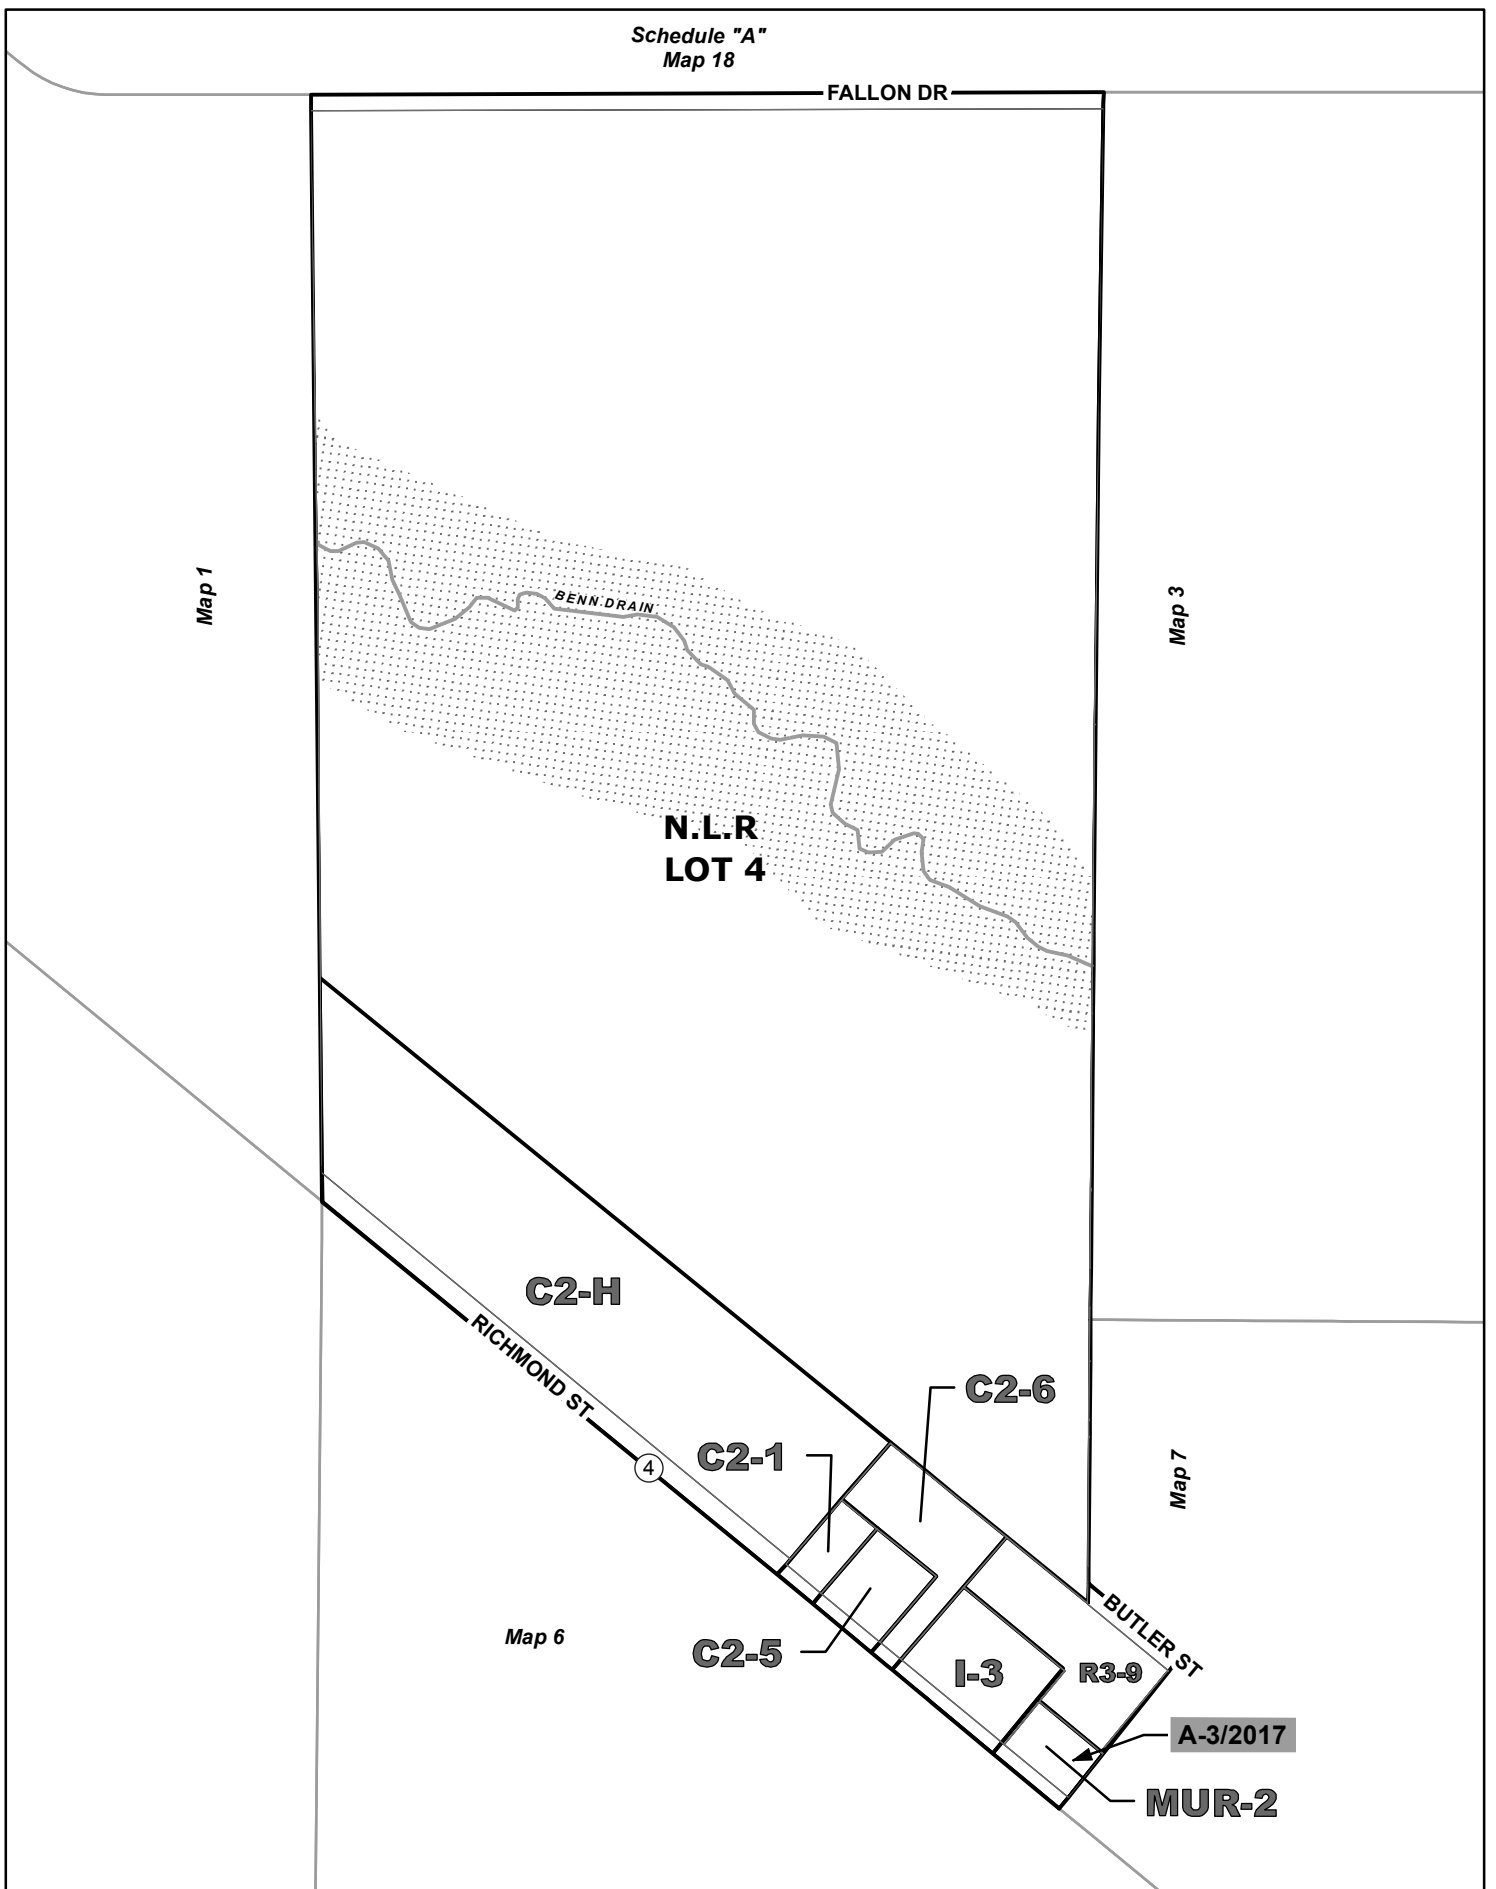 Schedule "A"
Map 18
FALLON DR
Map 1
BENN DRAIN
Map 3
N.L.R
LOT 4
C2-H
RICHMOND ST
C2-6
C2-1
4
Map 7
BUTLER ST
Map 6
C2-5
I-3
R3-9
A-3/2017
MUR-2